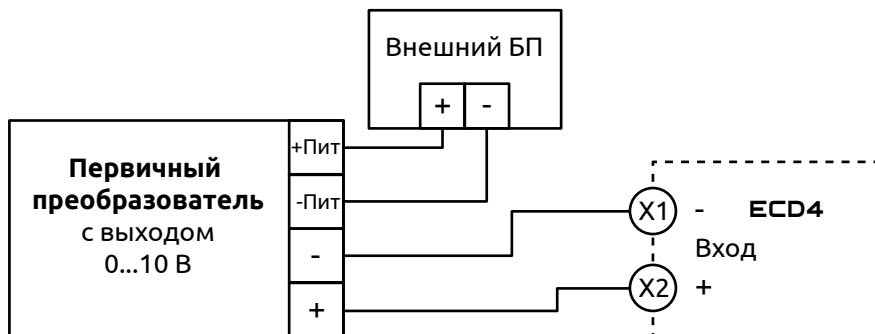 Внешний БП
+ -
Первичный
преобразователь
с выходом
0...10 В
+Пит
-Пит
-
+
X1 - ECD4
Вход
X2 +